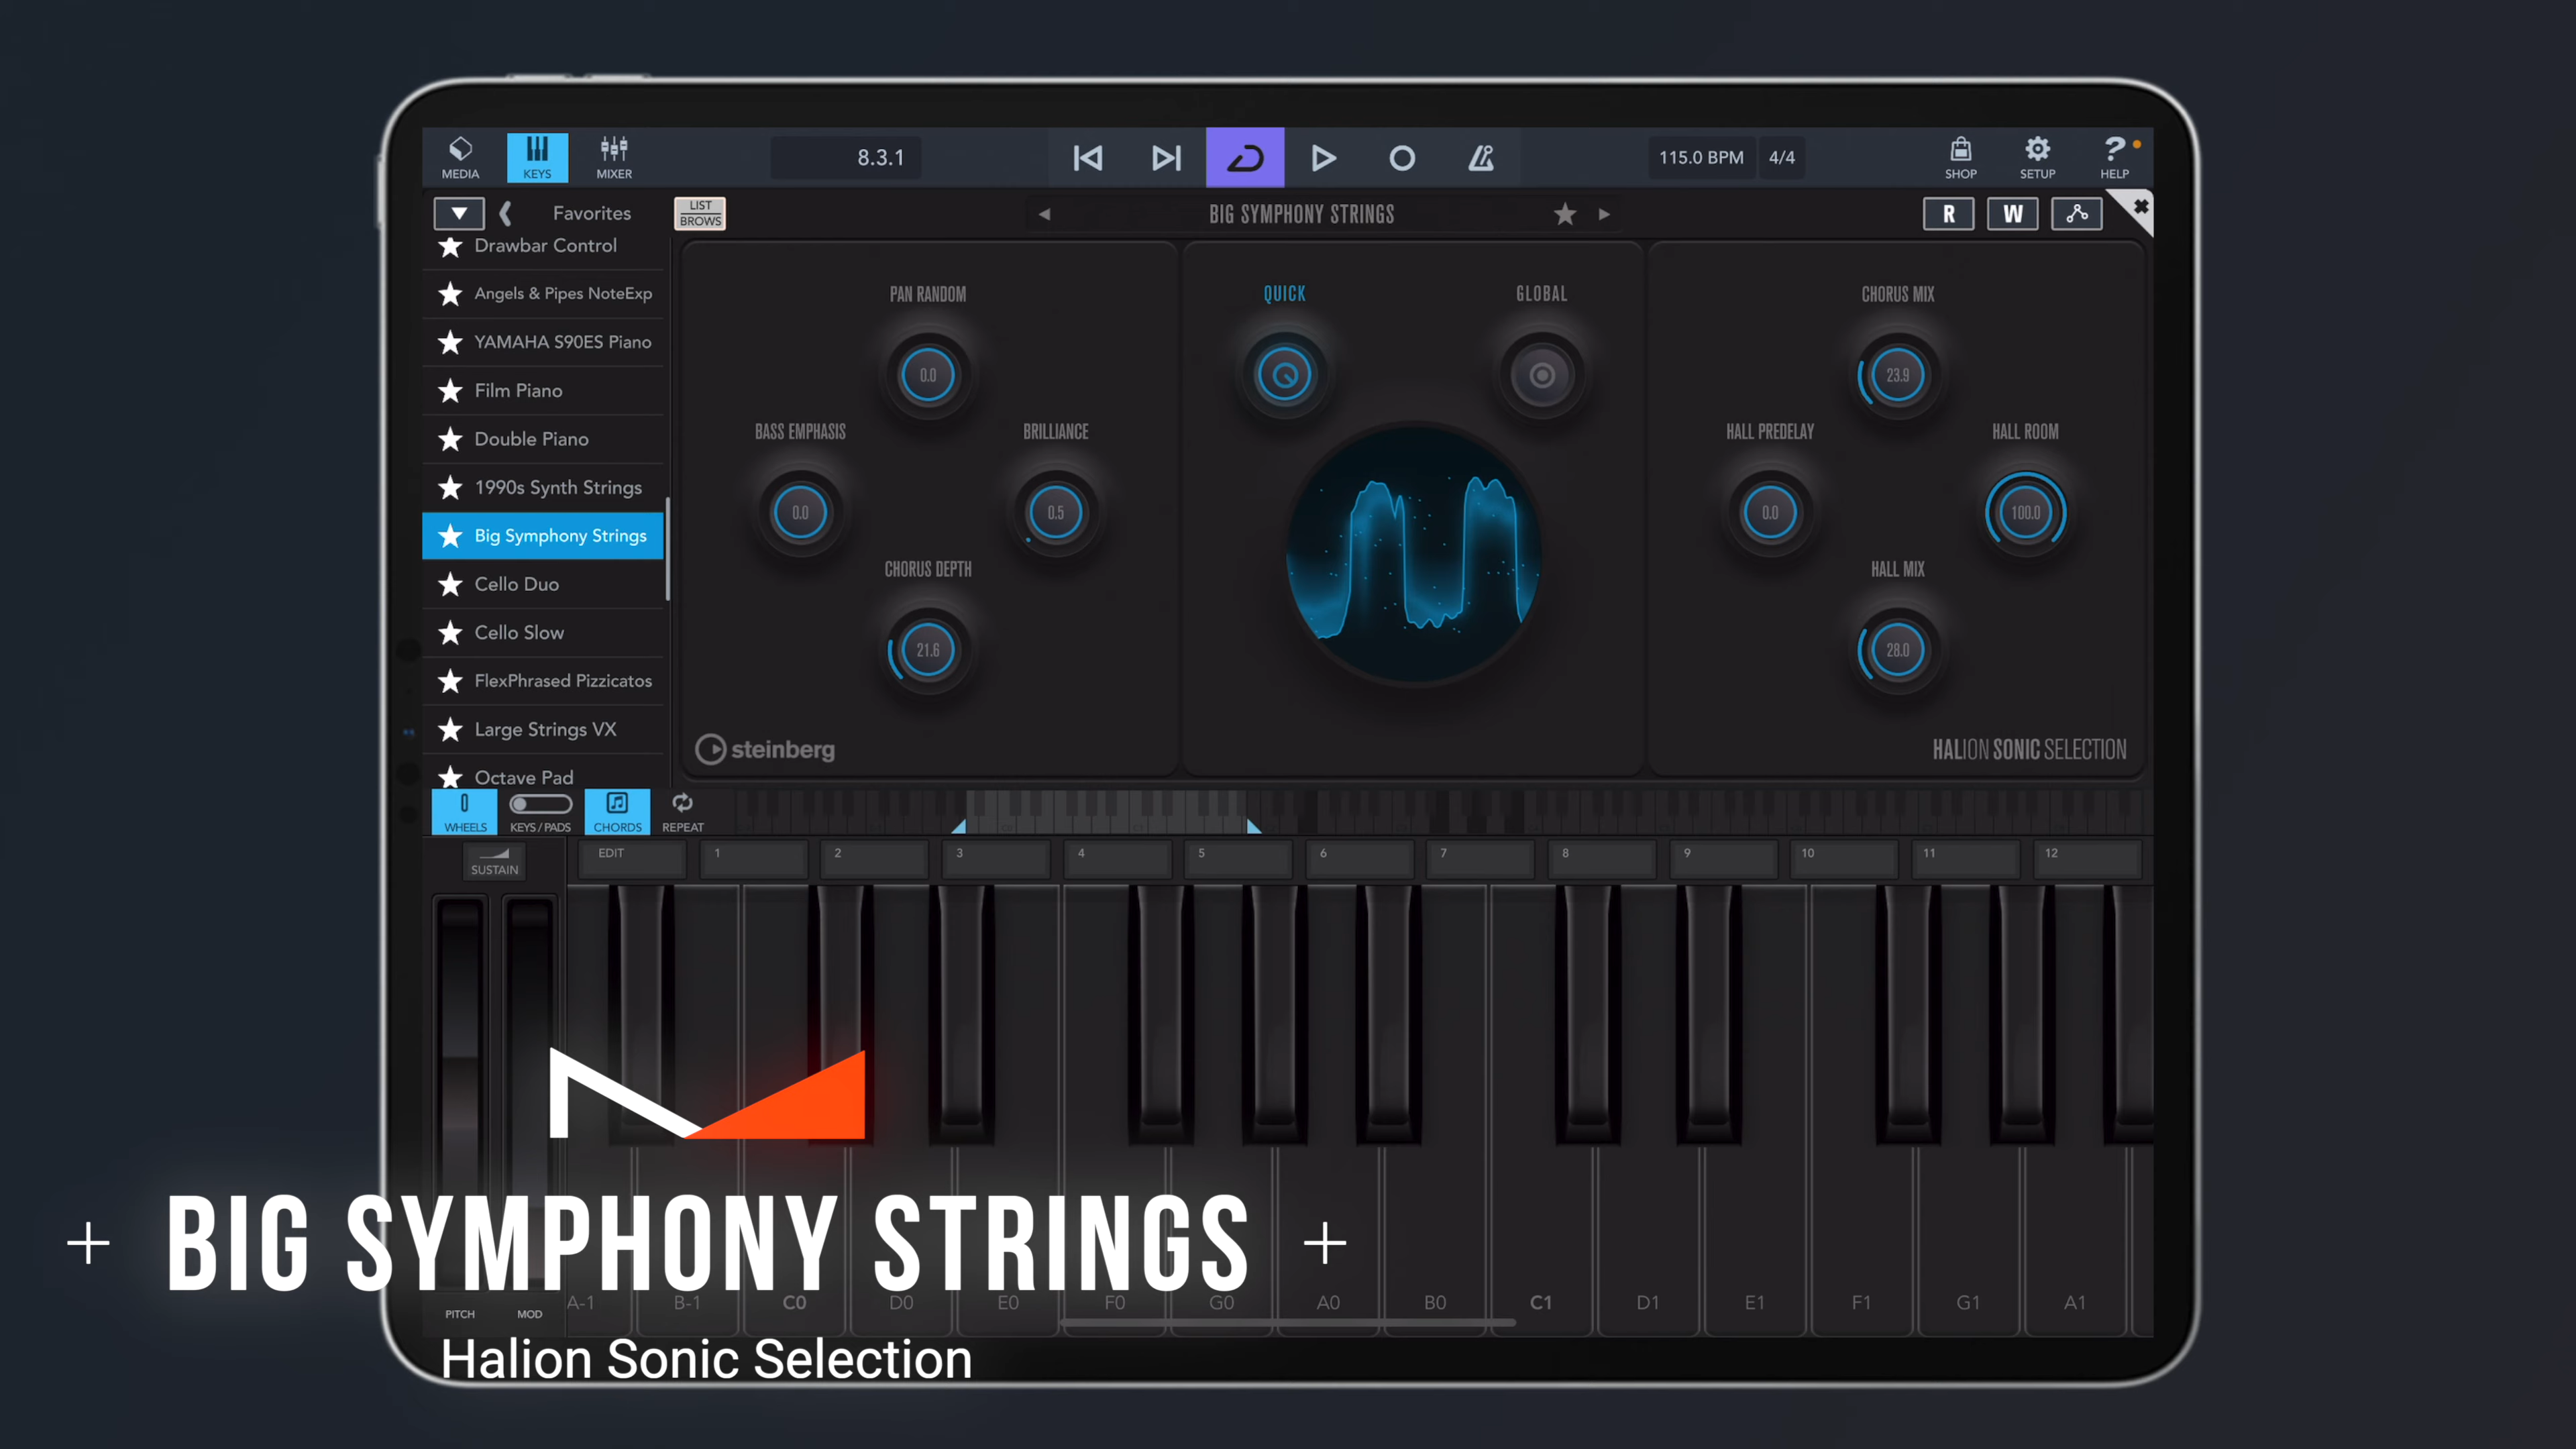 MEDIA
KEYS
MIXER
8.3.1
115.0 BPM
4/4
SHOP
SETUP
?
HELP
Favorites
LIST
BROWS
BIG SYMPHONY STRINGS
R
W
Drawbar Control
Angels & Pipes NoteExp
YAMAHA S90ES Piano
Film Piano
Double Piano
1990s Synth Strings
Big Symphony Strings
Cello Duo
Cello Slow
FlexPhrased Pizzicatos
Large Strings VX
Octave Pad
PAN RANDOM
0.0
BASS EMPHASIS
0.0
BRILLIANCE
0.5
CHORUS DEPTH
21.6
steinberg
QUICK
GLOBAL
CHORUS MIX
23.9
HALL PREDELAY
0.0
HALL ROOM
100.0
HALL MIX
28.0
HALION SONIC SELECTION
WHEELS
KEYS/PADS
CHORDS
REPEAT
SUSTAIN
EDIT
1
2
3
4
5
6
7
8
9
10
11
12
+ BIG SYMPHONY STRINGS +
PITCH
MOD
A-1
B-1
C0
D0
E0
F0
G0
A0
B0
C1
D1
E1
F1
G1
A1
Halion Sonic Selection